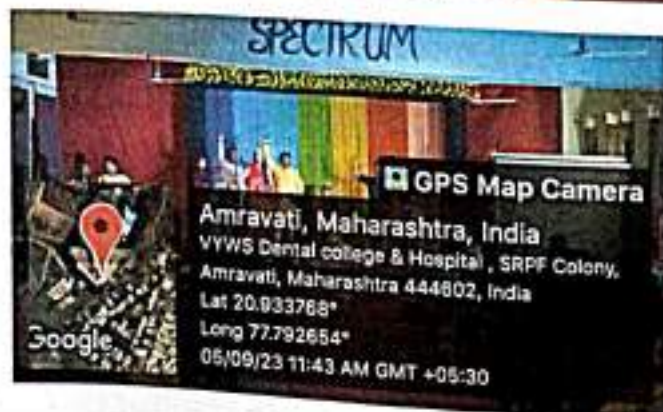 SPECTRUM
GPS Map Camera
Amravati, Maharashtra, India
VYWS Dental college & Hospital , SRPF Colony,
Amravati, Maharashtra 444602, India
Lat 20.933768°
Long 77.792654°
05/09/23 11:43 AM GMT +05:30
Google